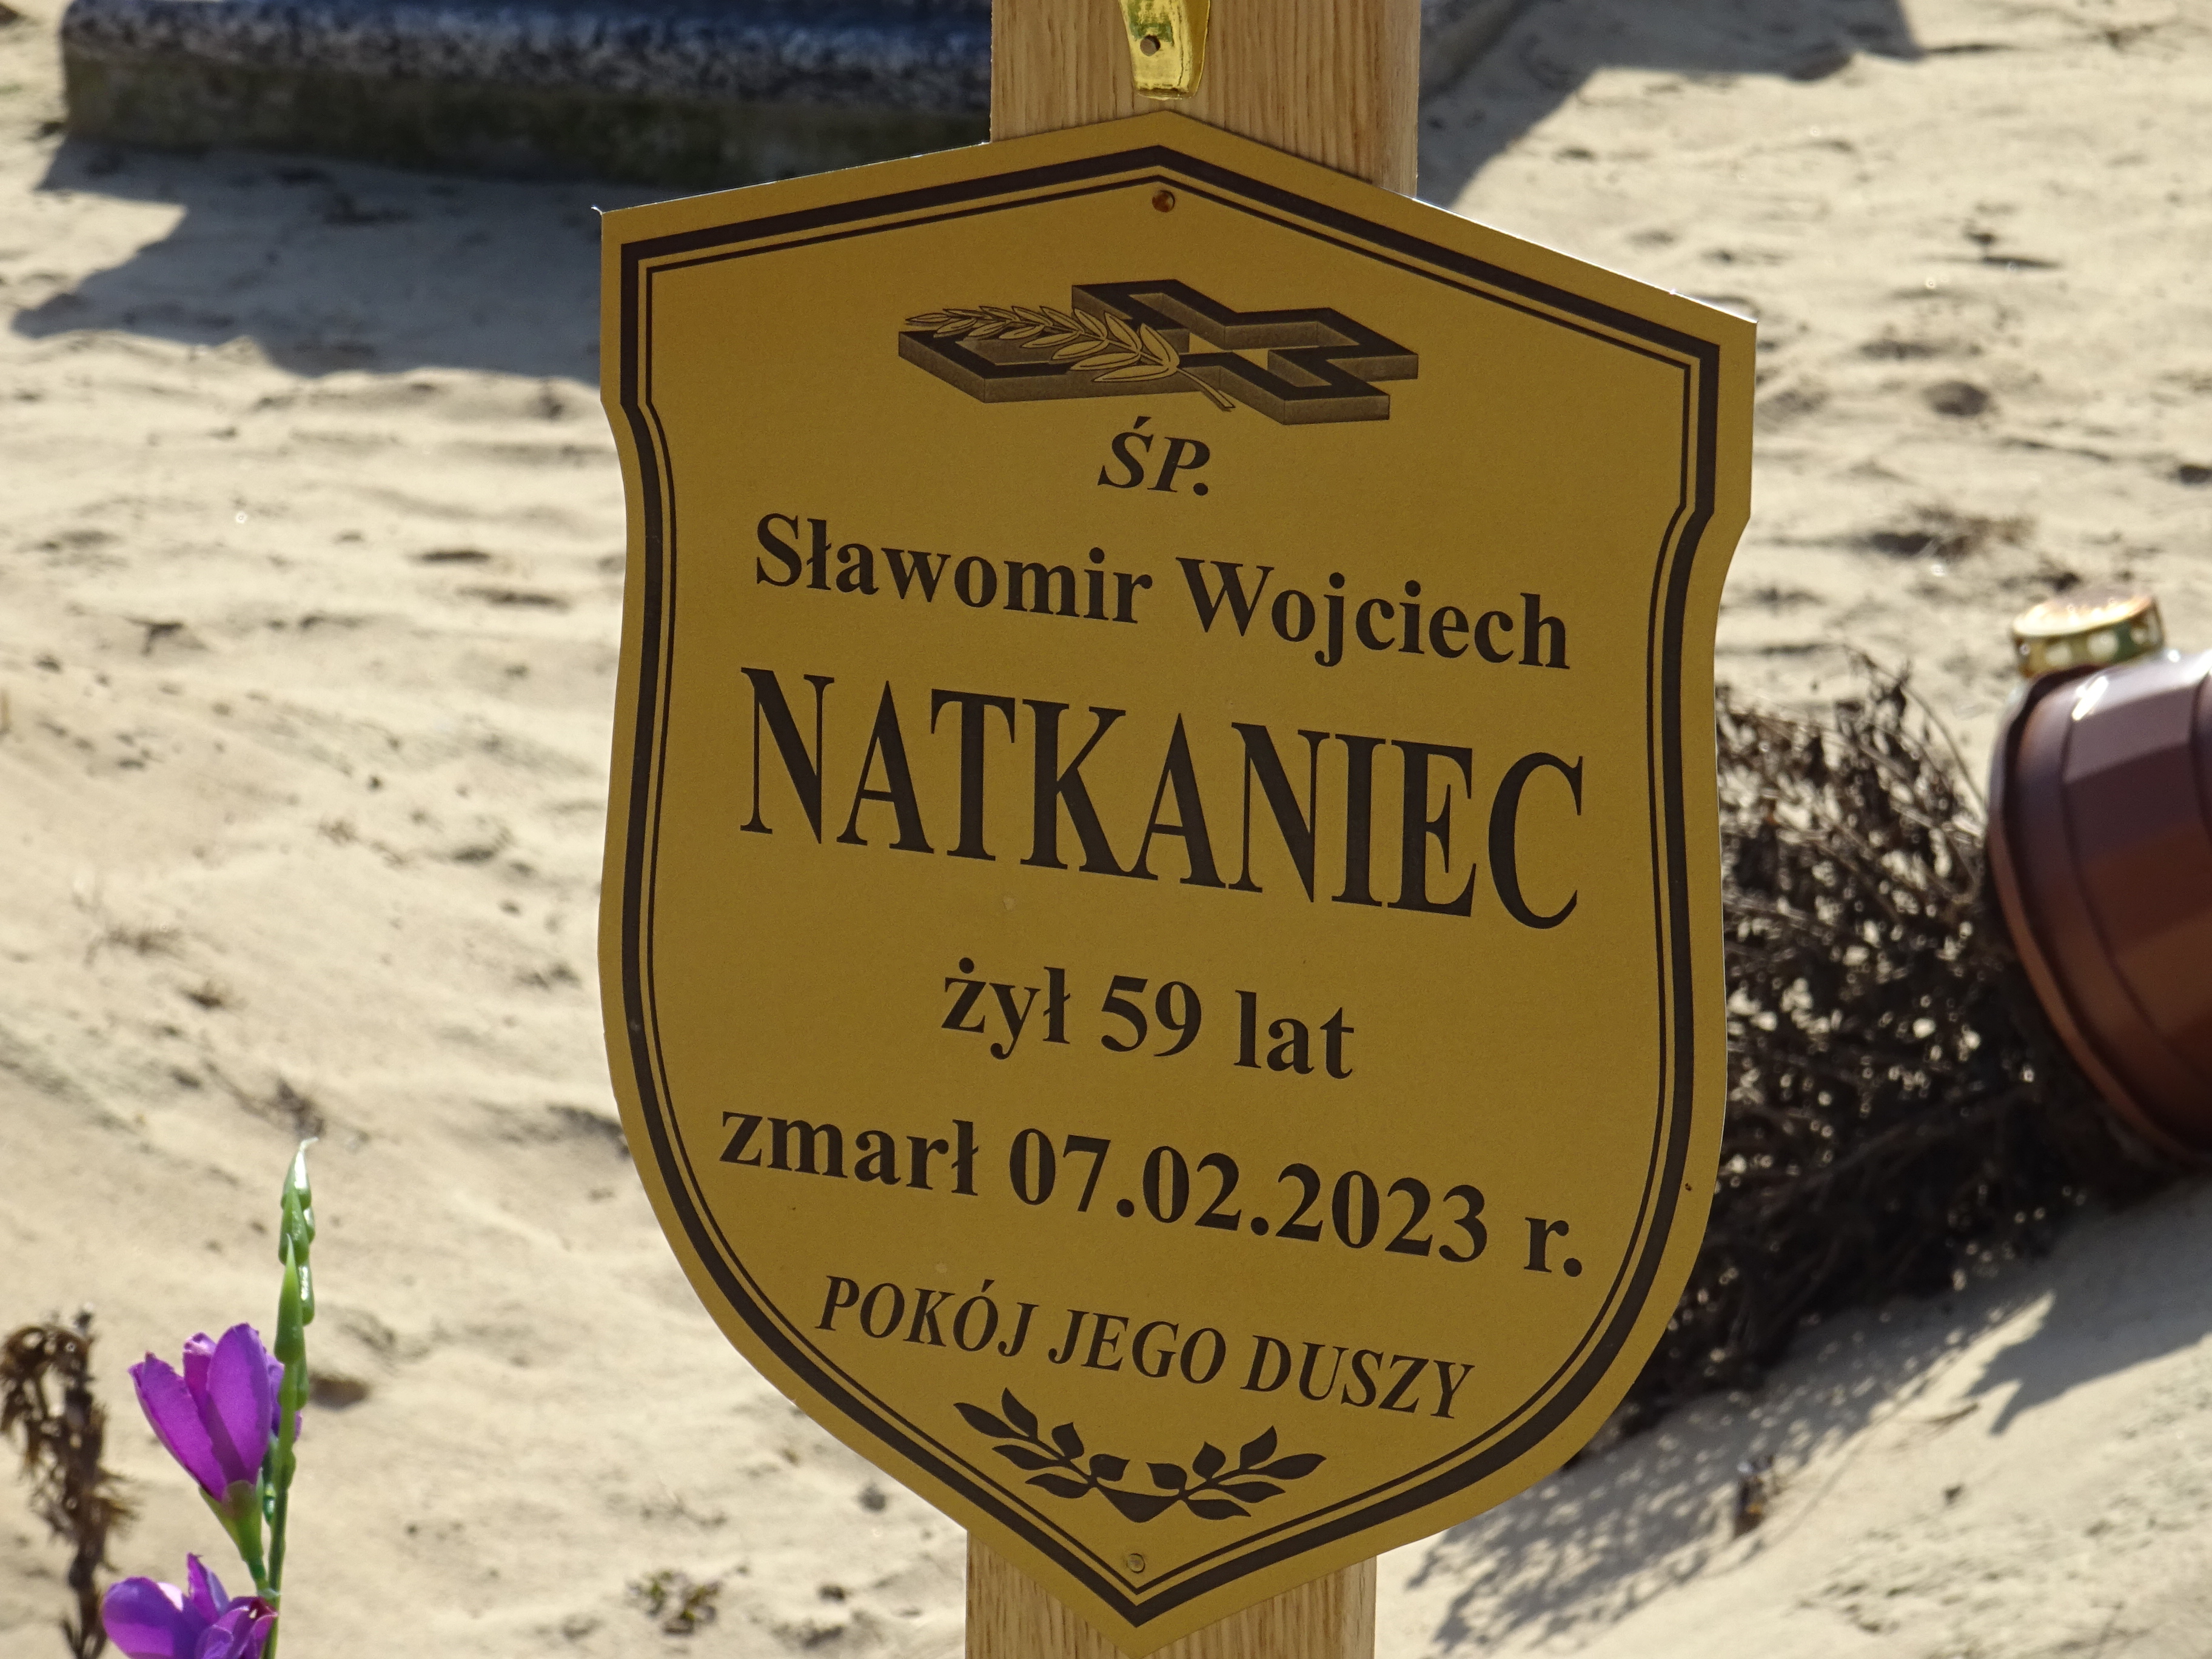 ŚP.
Sławomir Wojciech
NATKANIEC
żył 59 lat
zmarł 07.02.2023 r.
POKÓJ JEGO DUSZY